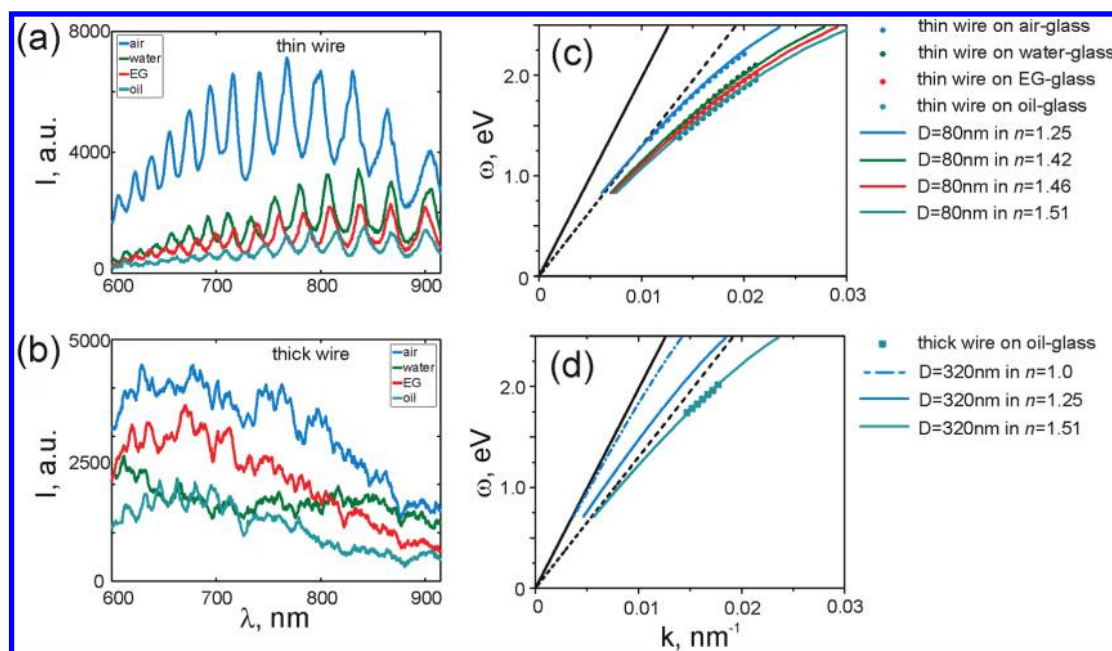 (a)
thin wire
air
water
EG
oil
I, a.u.
8000
4000
0
600
700
800
900
(b)
thick wire
air
water
EG
oil
I, a.u.
5000
2500
0
600
700
800
900
λ, nm
(c)
ω, eV
2.0
1.0
0
0
0.01
0.02
0.03
thin wire on air-glass
thin wire on water-glass
thin wire on EG-glass
thin wire on oil-glass
D=80nm in n=1.25
D=80nm in n=1.42
D=80nm in n=1.46
D=80nm in n=1.51
(d)
ω, eV
2.0
1.0
0
0
0.01
0.02
0.03
k, nm⁻¹
thick wire on oil-glass
D=320nm in n=1.0
D=320nm in n=1.25
D=320nm in n=1.51